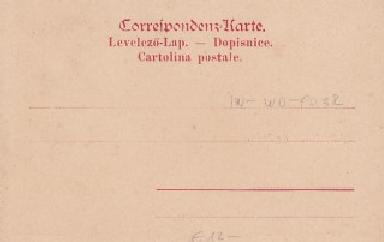 Correspondenz-Karte.
Levelező-Lap. — Dopisnice.
Cartolina postale.